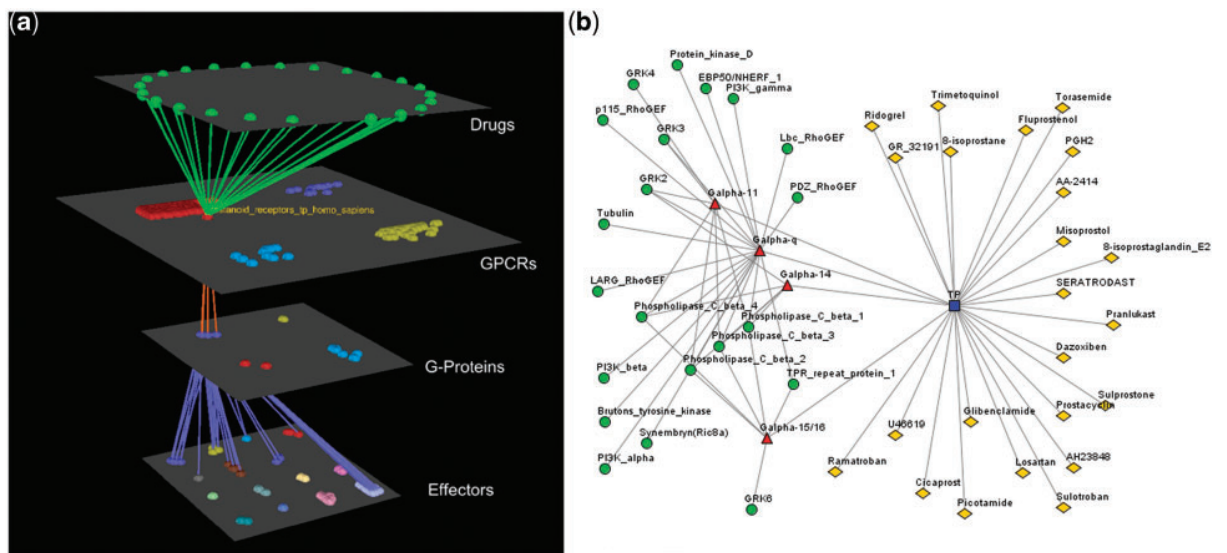 (a)
Drugs
anoid_receptors_tp_homo_sapiens
GPCRs
G-Proteins
Effectors
(b)
Protein_kinase_D
GRK4
EBP50/NHERF_1
PI3K_gamma
p115_RhoGEF
GRK3
Lbc_RhoGEF
GRK2
Galpha-11
PDZ_RhoGEF
Tubulin
Galpha-q
Galpha-14
LARG_RhoGEF
Phospholipase_C_beta_4
Phospholipase_C_beta_1
Phospholipase_C_beta_3
Phospholipase_C_beta_2
PI3K_beta
TPR_repeat_protein_1
Brutons_tyrosine_kinase
Synembryn(Ric8a)
Galpha-15/16
PI3K_alpha
GRK6
Trimetoquinol
Torasemide
Ridogrel
Fluprostenol
GR_32191
8-isoprostane
PGH2
AA-2414
Misoprostol
8-isoprostaglandin_E2
TP
SERATRODAST
Pranlukast
Dazoxiben
Sulprostone
Prostacyclin
Glibenclamide
U46619
Ramatroban
Losartan
AH23848
Cicaprost
Picotamide
Sulotroban